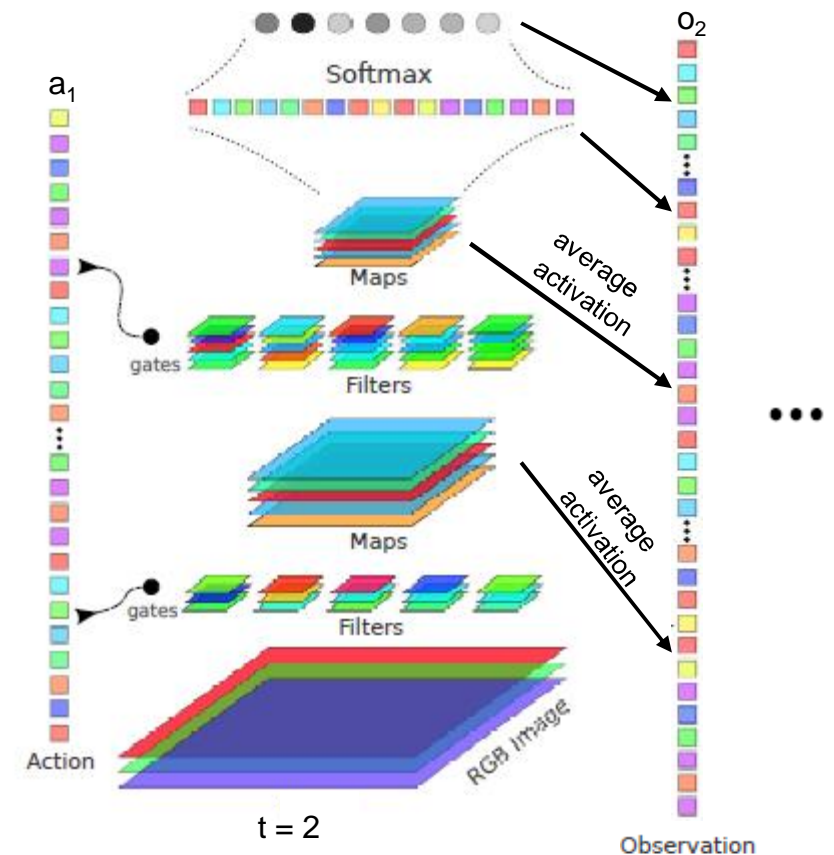 o₂
Softmax
a₁
Maps
average
activation
gates
Filters
Maps
average
activation
gates
Filters
RGB Image
Action
t = 2
Observation